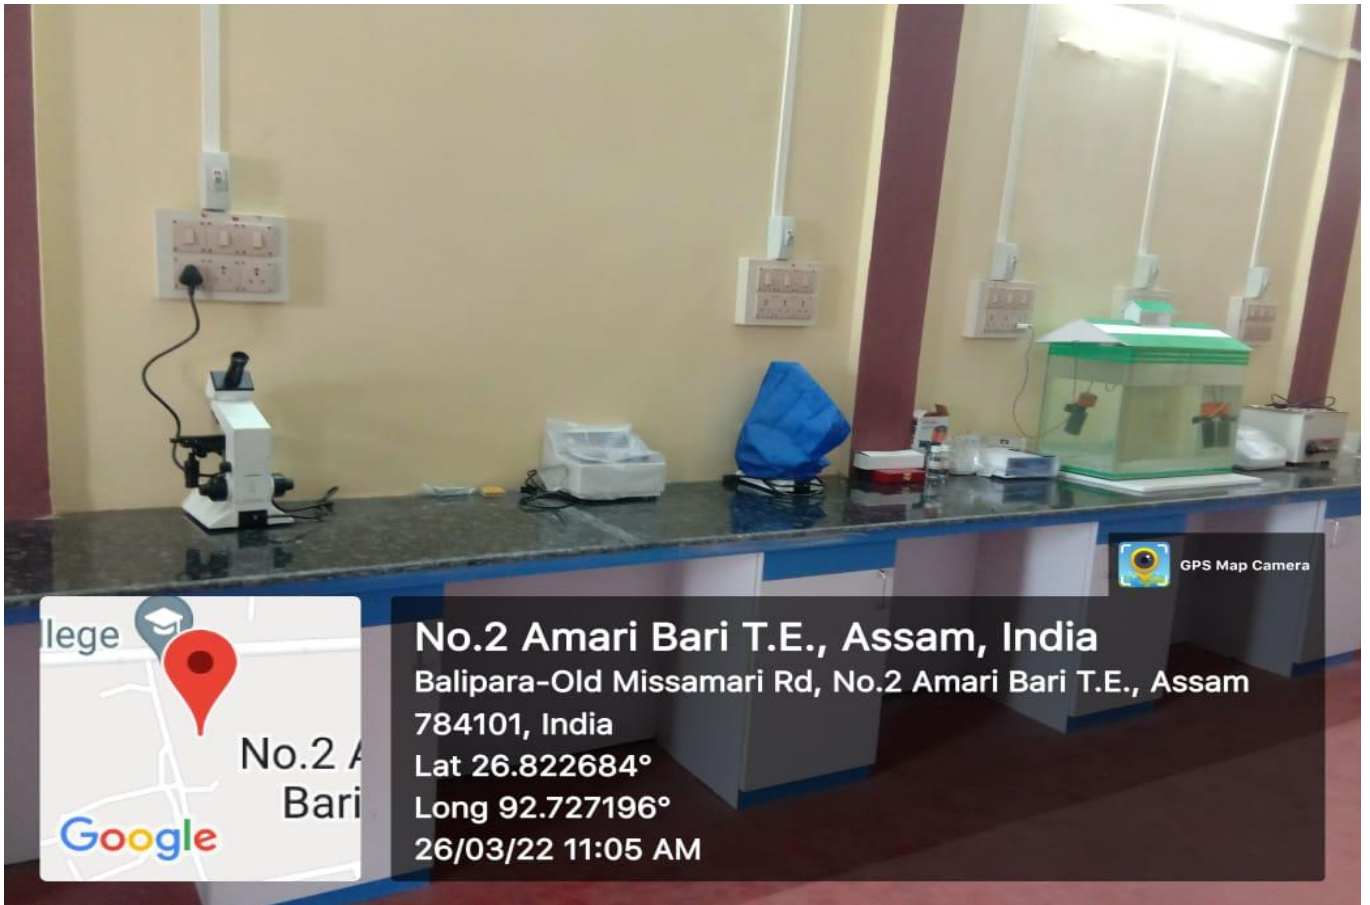 GPS Map Camera
llege
No.2 A
Bari
Google
No.2 Amari Bari T.E., Assam, India
Balipara-Old Missamari Rd, No.2 Amari Bari T.E., Assam
784101, India
Lat 26.822684°
Long 92.727196°
26/03/22 11:05 AM